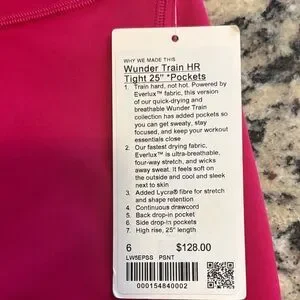 WHY WE MADE THIS
Wunder Train HR
Tight 25" *Pockets
1. Train hard, not hot. Powered by
Everlux™ fabric, this version
of our quick-drying and
breathable Wunder Train
collection has added pockets so
you can get sweaty, stay
focused, and keep your workout
essentials close
2. Our fastest drying fabric,
Everlux™ is ultra-breathable,
four-way stretch, and wicks
away sweat. It feels soft on
the outside and cool and sleek
next to skin
3. Added Lycra® fibre for stretch
and shape retention
4. Continuous drawcord
5. Back drop-in pocket
6. Side drop-in pockets
7. High rise, 25" length
6 $128.00
LW5EPSS PSNT
000154840002